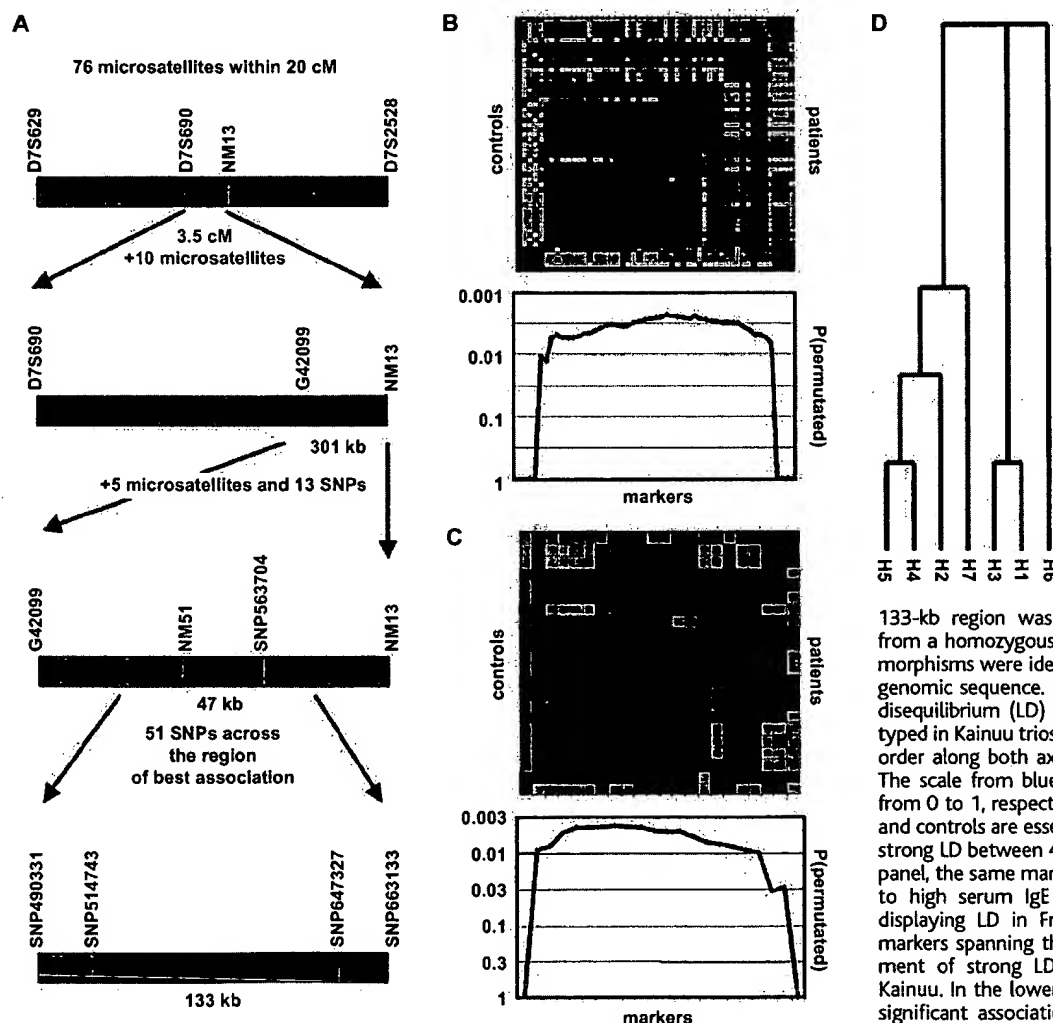 A
76 microsatellites within 20 cM
D7S629
D7S690
NM13
D7S2528
3.5 cM
+10 microsatellites
D7S690
G42099
NM13
301 kb
+5 microsatellites and 13 SNPs
G42099
NM51
SNP563704
NM13
47 kb
51 SNPs across
the region
of best association
SNP490331
SNP514743
SNP647327
SNP663133
133 kb
B
controls
patients
0.001
0.01
0.1
1
P(permutated)
markers
C
controls
patients
0.003
0.01
0.03
0.1
0.3
1
P(permutated)
markers
D
H5
H4
H2
H7
H3
H1
H6
133-kb region was
from a homozygous
morphisms were ide
genomic sequence.
disequilibrium (LD)
typed in Kainuu trios
order along both ax
The scale from blue
from 0 to 1, respect
and controls are esse
strong LD between 4
panel, the same mar
to high serum IgE
displaying LD in Fr
markers spanning th
ment of strong LD
Kainuu. In the lower
significant associatio